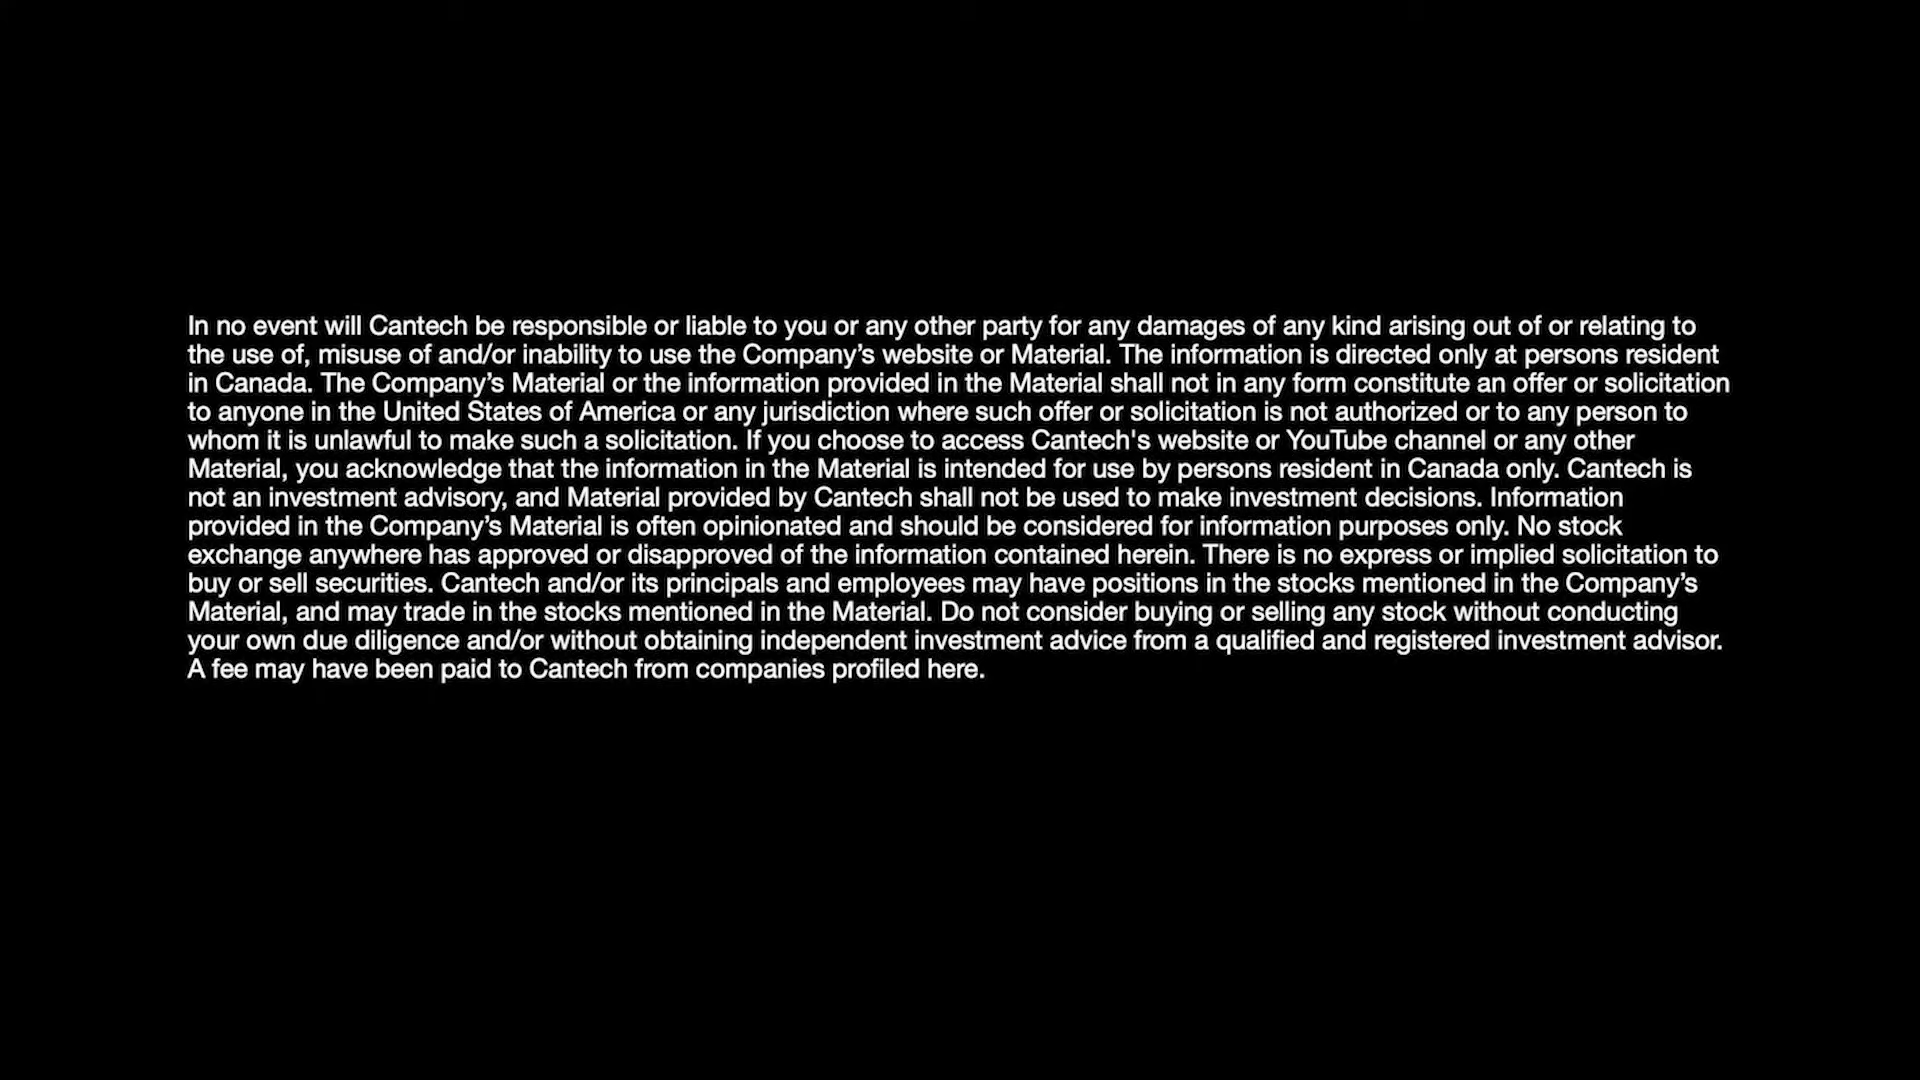 In no event will Cantech be responsible or liable to you or any other party for any damages of any kind arising out of or relating to
the use of, misuse of and/or inability to use the Company’s website or Material. The information is directed only at persons resident
in Canada. The Company’s Material or the information provided in the Material shall not in any form constitute an offer or solicitation
to anyone in the United States of America or any jurisdiction where such offer or solicitation is not authorized or to any person to
whom it is unlawful to make such a solicitation. If you choose to access Cantech's website or YouTube channel or any other
Material, you acknowledge that the information in the Material is intended for use by persons resident in Canada only. Cantech is
not an investment advisory, and Material provided by Cantech shall not be used to make investment decisions. Information
provided in the Company’s Material is often opinionated and should be considered for information purposes only. No stock
exchange anywhere has approved or disapproved of the information contained herein. There is no express or implied solicitation to
buy or sell securities. Cantech and/or its principals and employees may have positions in the stocks mentioned in the Company’s
Material, and may trade in the stocks mentioned in the Material. Do not consider buying or selling any stock without conducting
your own due diligence and/or without obtaining independent investment advice from a qualified and registered investment advisor.
A fee may have been paid to Cantech from companies profiled here.